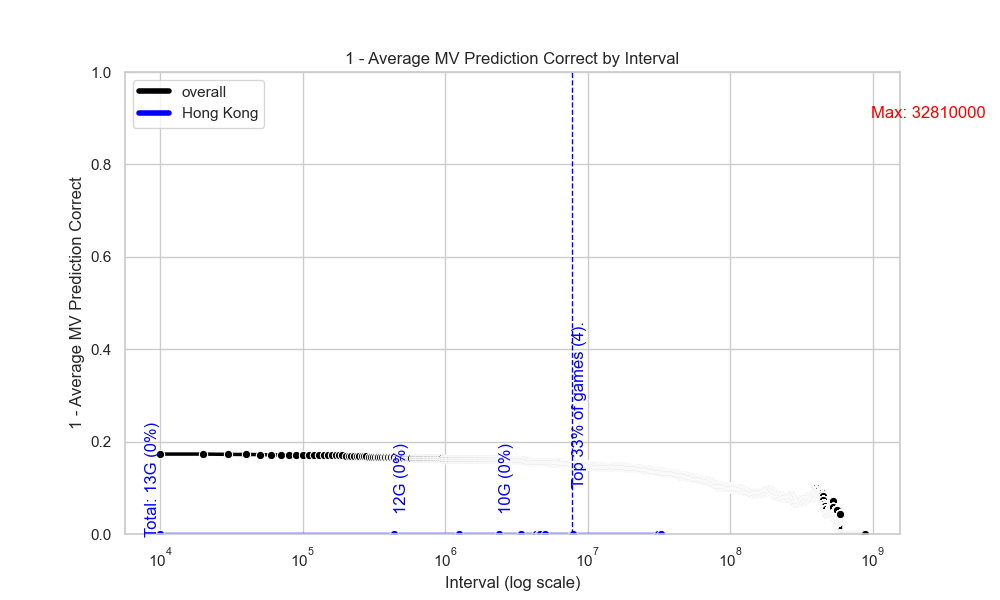 1 - Average MV Prediction Correct by Interval
1.0
overall
Hong Kong
Max: 32810000
0.8
0.6
0.4
0.2
0.0
1 - Average MV Prediction Correct
Total: 13G (0%)
12G (0%)
10G (0%)
Top 33% of games (4).
10^4
10^5
10^6
10^7
10^8
10^9
Interval (log scale)